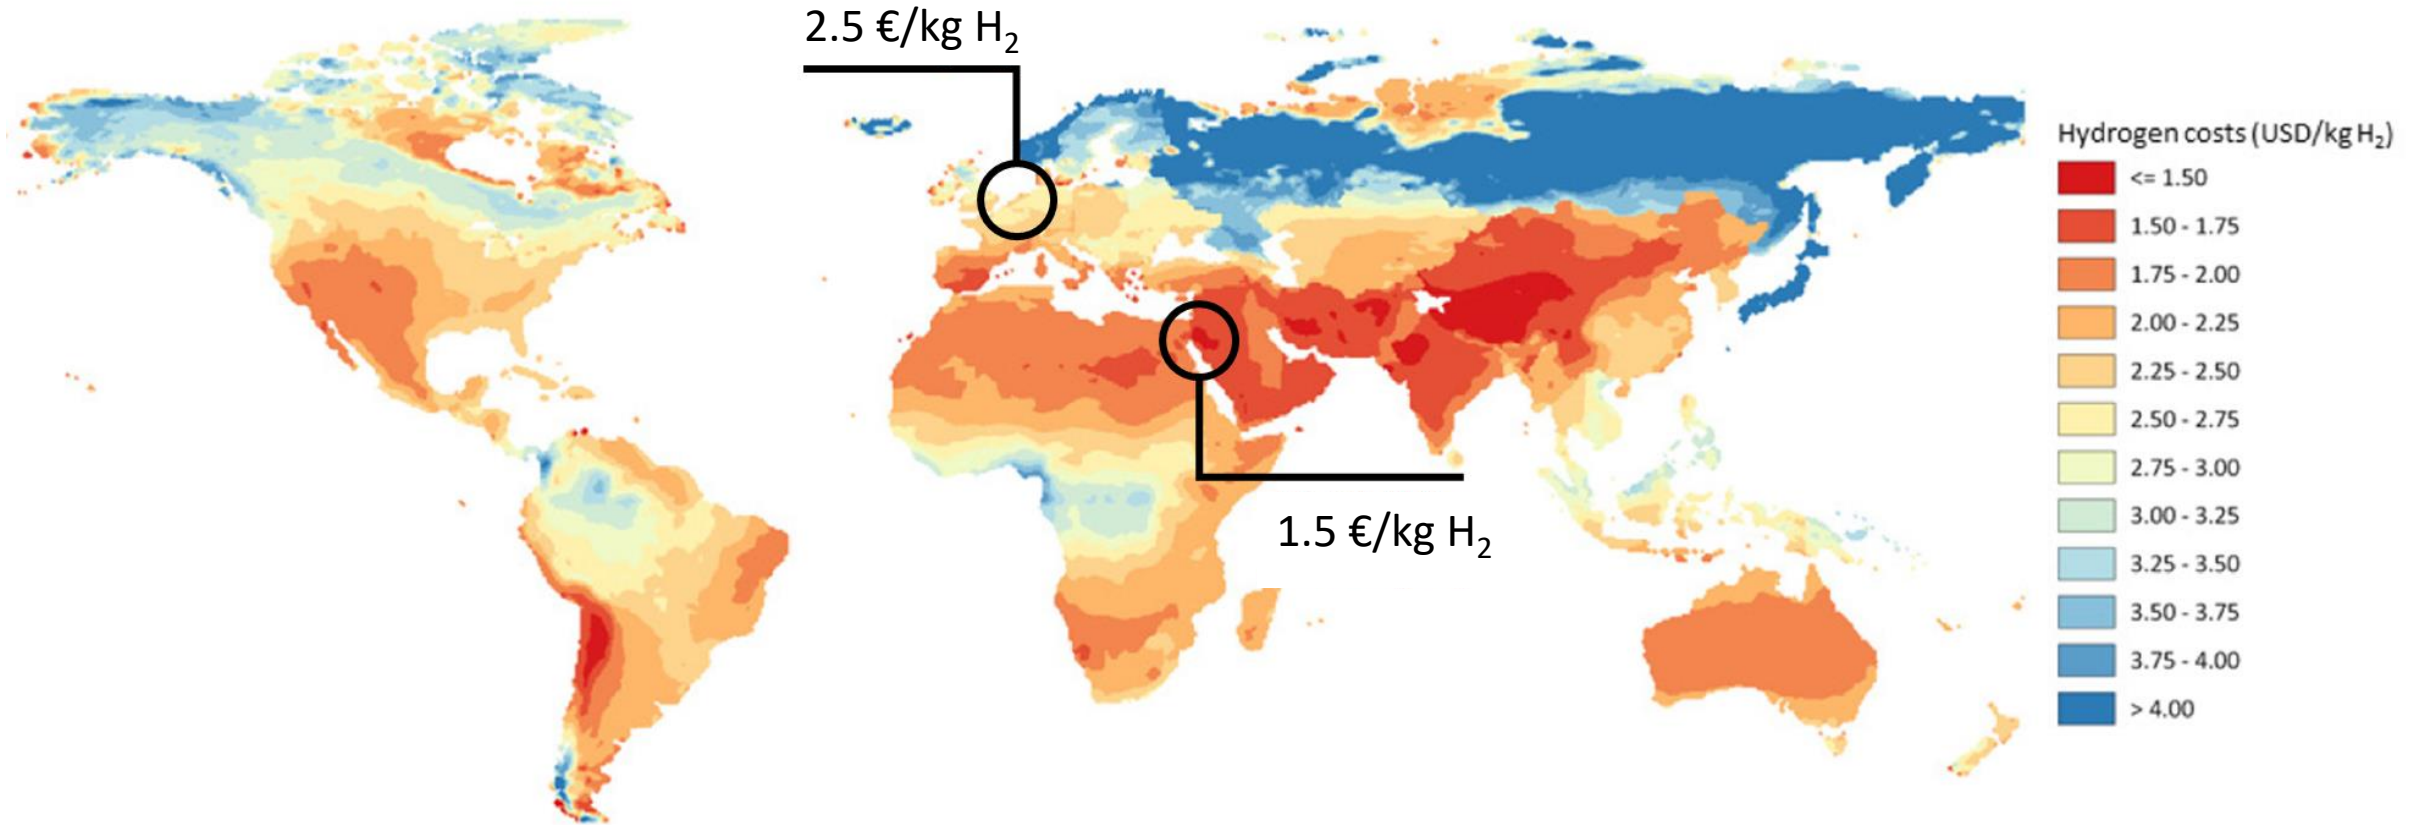 2.5 €/kg H₂
Hydrogen costs (USD/kg H₂)
<= 1.50
1.50 - 1.75
1.75 - 2.00
2.00 - 2.25
2.25 - 2.50
2.50 - 2.75
2.75 - 3.00
3.00 - 3.25
3.25 - 3.50
3.50 - 3.75
3.75 - 4.00
> 4.00
1.5 €/kg H₂